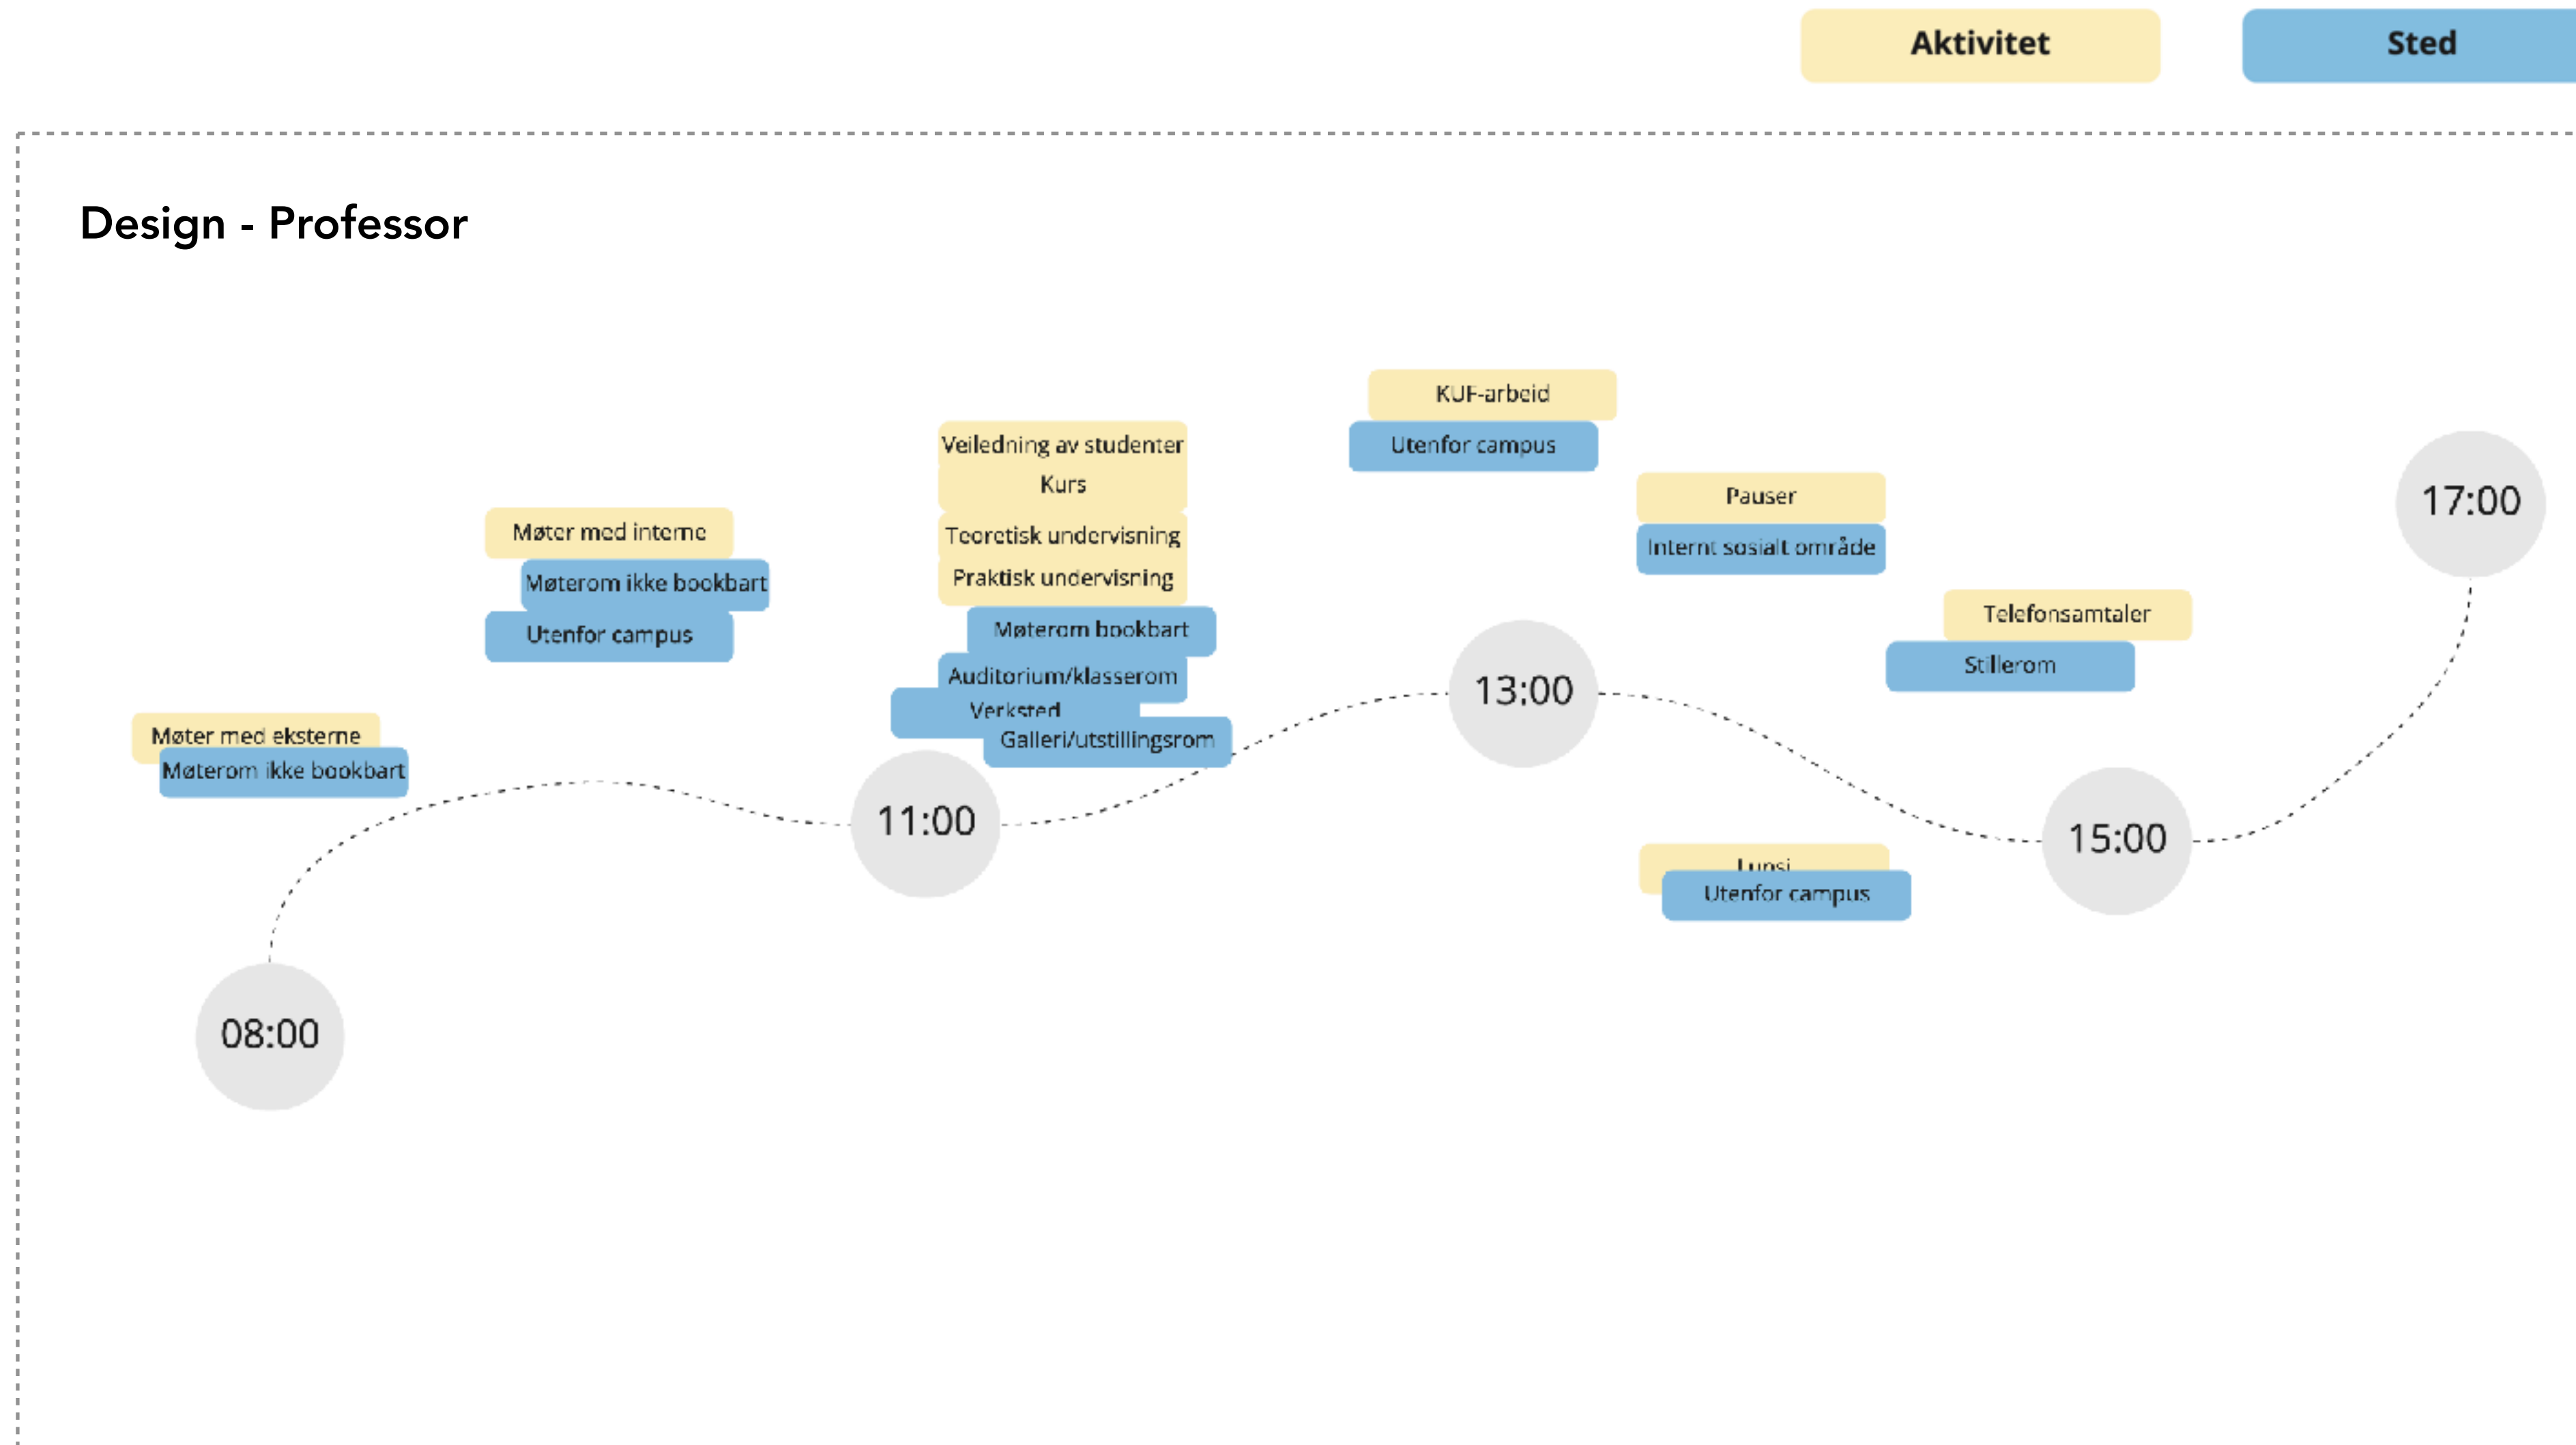 Aktivitet
Sted
Design - Professor
Møter med eksterne
Møterom ikke bookbart
Møter med interne
Møterom ikke bookbart
Utenfor campus
Veiledning av studenter
Kurs
Teoretisk undervisning
Praktisk undervisning
Møterom bookbart
Auditorium/klasserom
Verksted
Galleri/utstillingsrom
KUF-arbeid
Utenfor campus
Pauser
Internt sosialt område
Telefonsamtaler
Stillerom
Utenfor campus
08:00
11:00
13:00
15:00
17:00